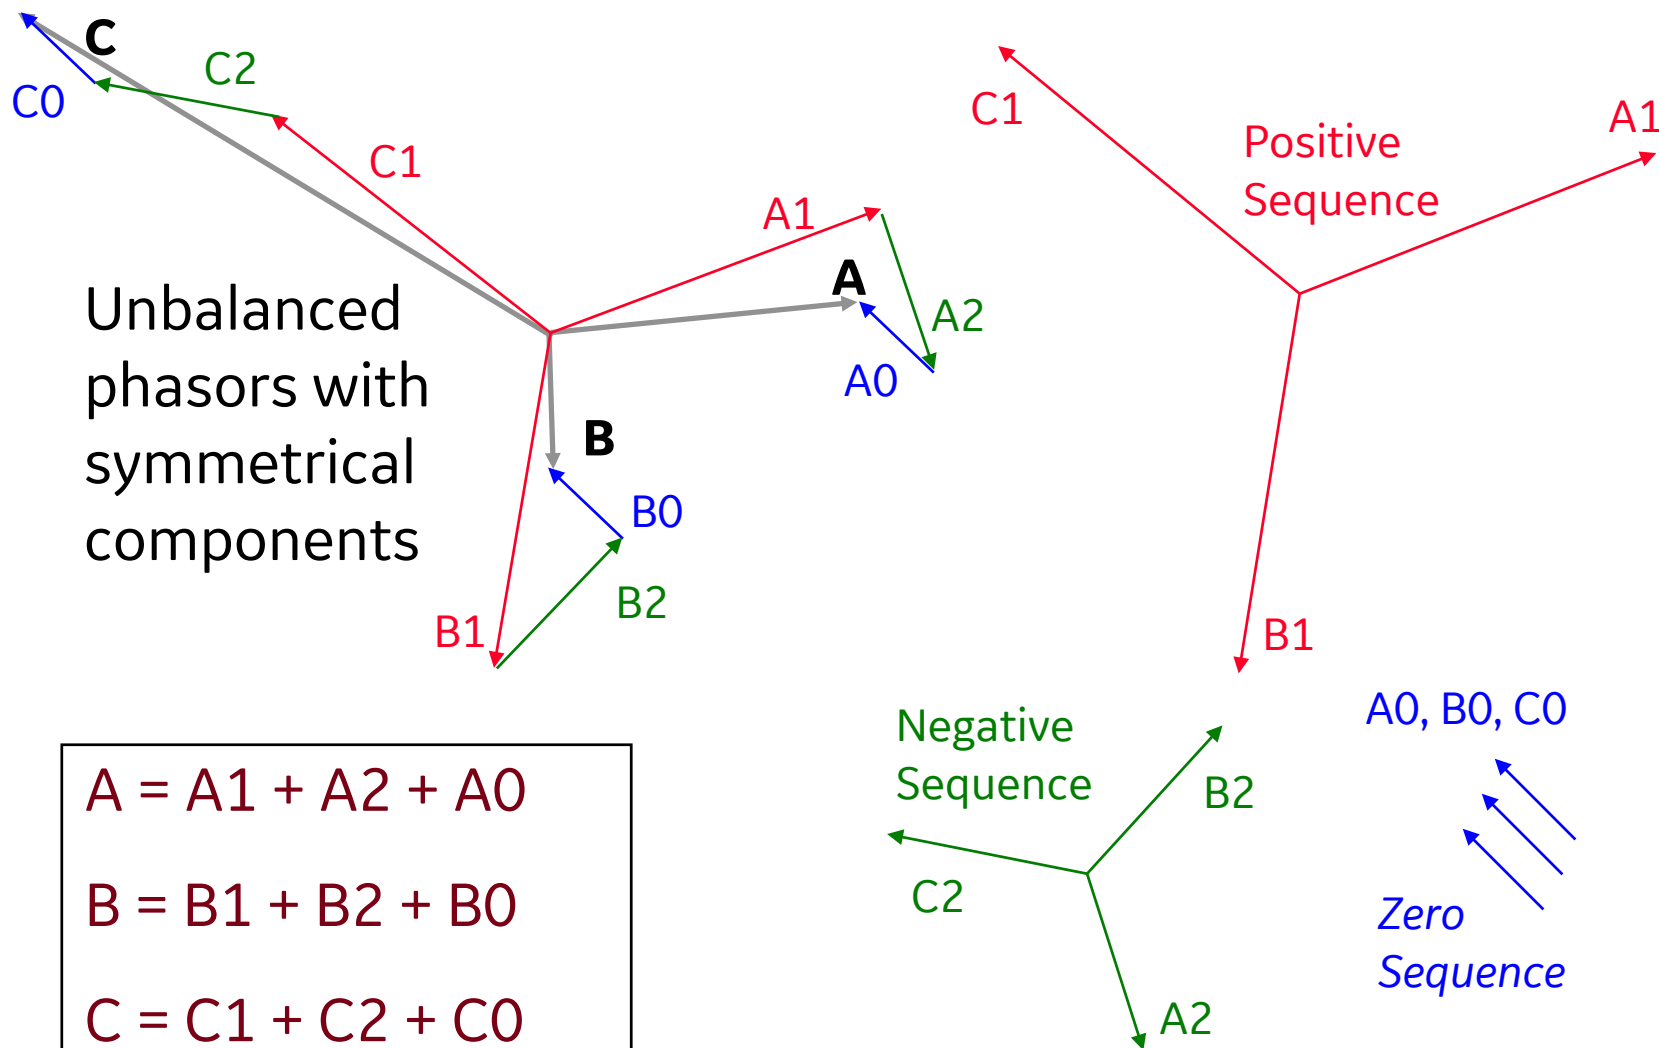 C
C2
C0
C1
A1
A
A2
A0
Unbalanced
phasors with
symmetrical
components
B
B0
B2
B1
C1
A1
Positive
Sequence
B1
Negative
Sequence
B2
C2
A2
A0, B0, C0
Zero
Sequence
A = A1 + A2 + A0
B = B1 + B2 + B0
C = C1 + C2 + C0